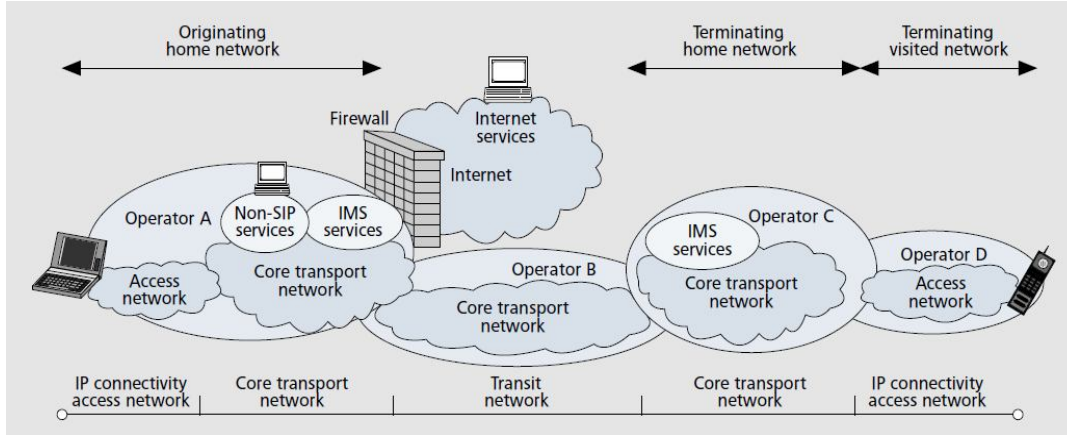 Originating
home network
Terminating
home network
Terminating
visited network
Firewall
Internet
services
Internet
Operator A
Non-SIP
services
IMS
services
Access
network
Core transport
network
Operator B
Core transport
network
IMS
services
Operator C
Core transport
network
Operator D
Access
network
IP connectivity
access network
Core transport
network
Transit
network
Core transport
network
IP connectivity
access network